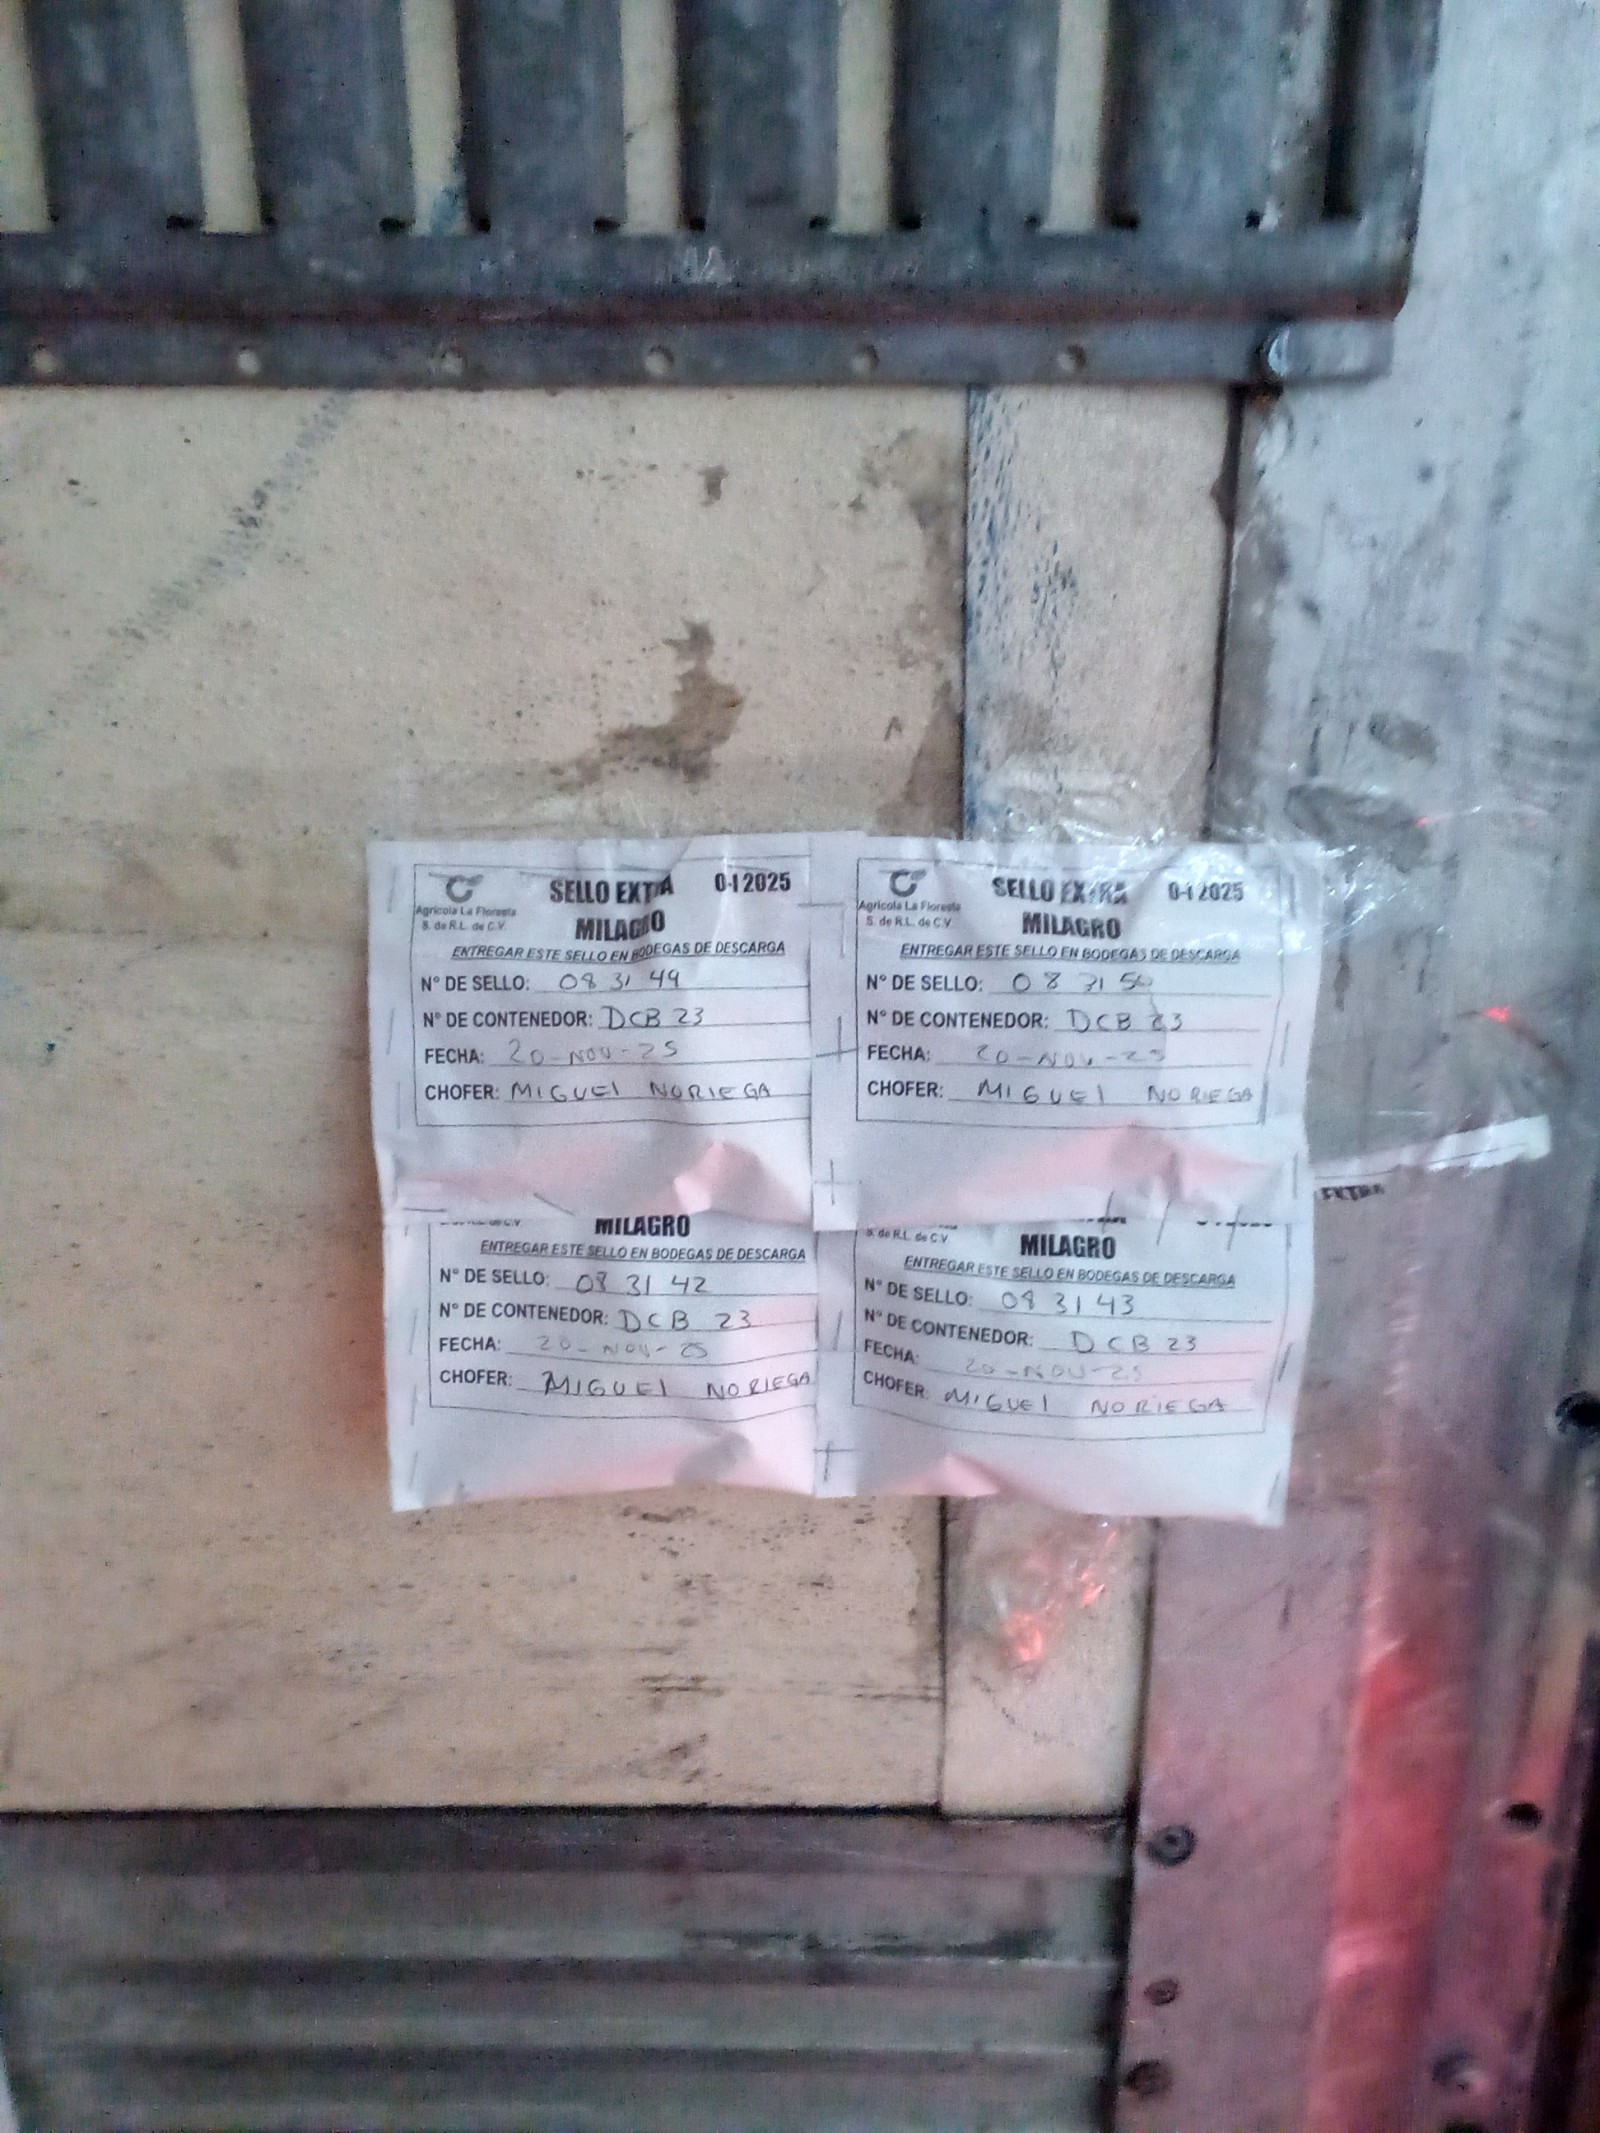 Agrícola La Floresta
S. de R.L. de C.V.
SELLO EXTRA
MILAGRO
O-I 2025
ENTREGAR ESTE SELLO EN BODEGAS DE DESCARGA
N° DE SELLO: 08 31 49
N° DE CONTENEDOR: DCB 23
FECHA: 20-NOV-25
CHOFER: MIGUEl NORIEGA
Agrícola La Floresta
S. de R.L. de C.V.
SELLO EXTRA
MILAGRO
O-I 2025
ENTREGAR ESTE SELLO EN BODEGAS DE DESCARGA
N° DE SELLO: 08 31 50
N° DE CONTENEDOR: DCB 23
FECHA: 20-NOV-25
CHOFER: MIGUEl NORIEGA
MILAGRO
ENTREGAR ESTE SELLO EN BODEGAS DE DESCARGA
N° DE SELLO: 08 31 42
N° DE CONTENEDOR: DCB 23
FECHA: 20-NOV-25
CHOFER: MIGUEl NORIEGA
S. de R.L. de C.V.
MILAGRO
ENTREGAR ESTE SELLO EN BODEGAS DE DESCARGA
N° DE SELLO: 08 31 43
N° DE CONTENEDOR: DCB 23
FECHA: 20-NOV-25
CHOFER: MIGUEl NORIEGA
EXTRA